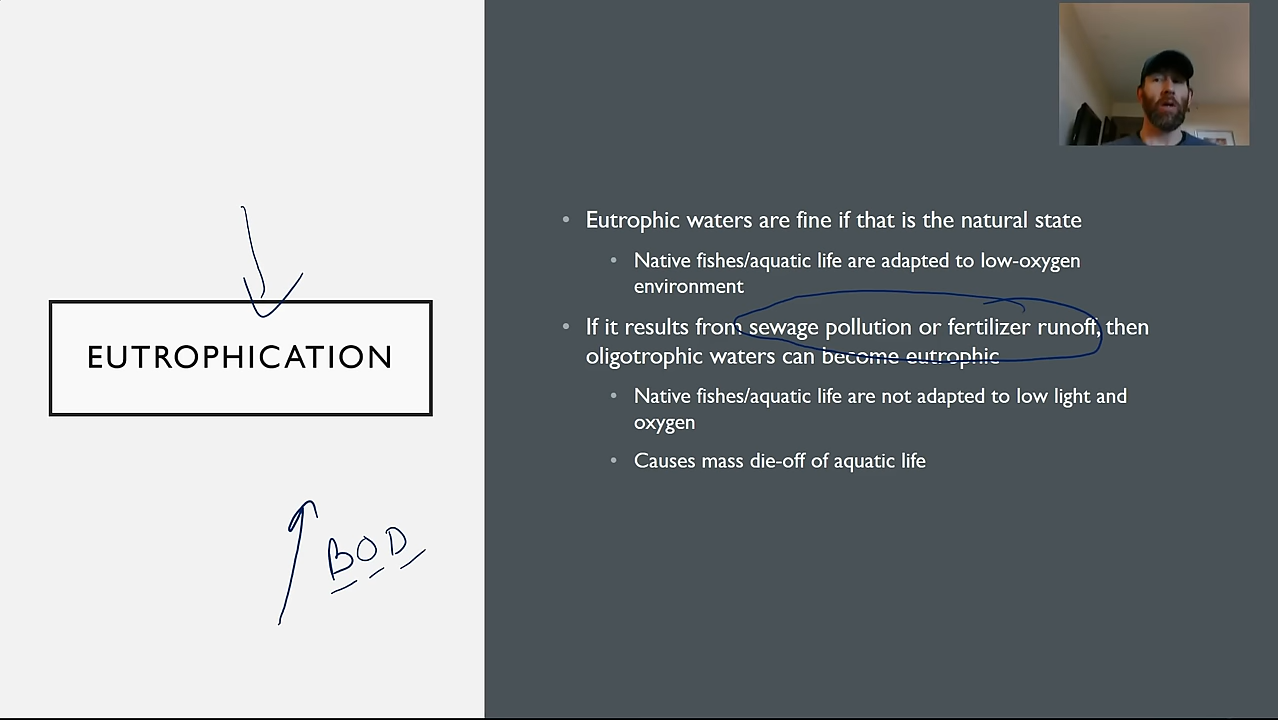 EUTROPHICATION
BOD
Eutrophic waters are fine if that is the natural state
Native fishes/aquatic life are adapted to low-oxygen
environment
If it results from sewage pollution or fertilizer runoff, then
oligotrophic waters can become eutrophic
Native fishes/aquatic life are not adapted to low light and
oxygen
Causes mass die-off of aquatic life